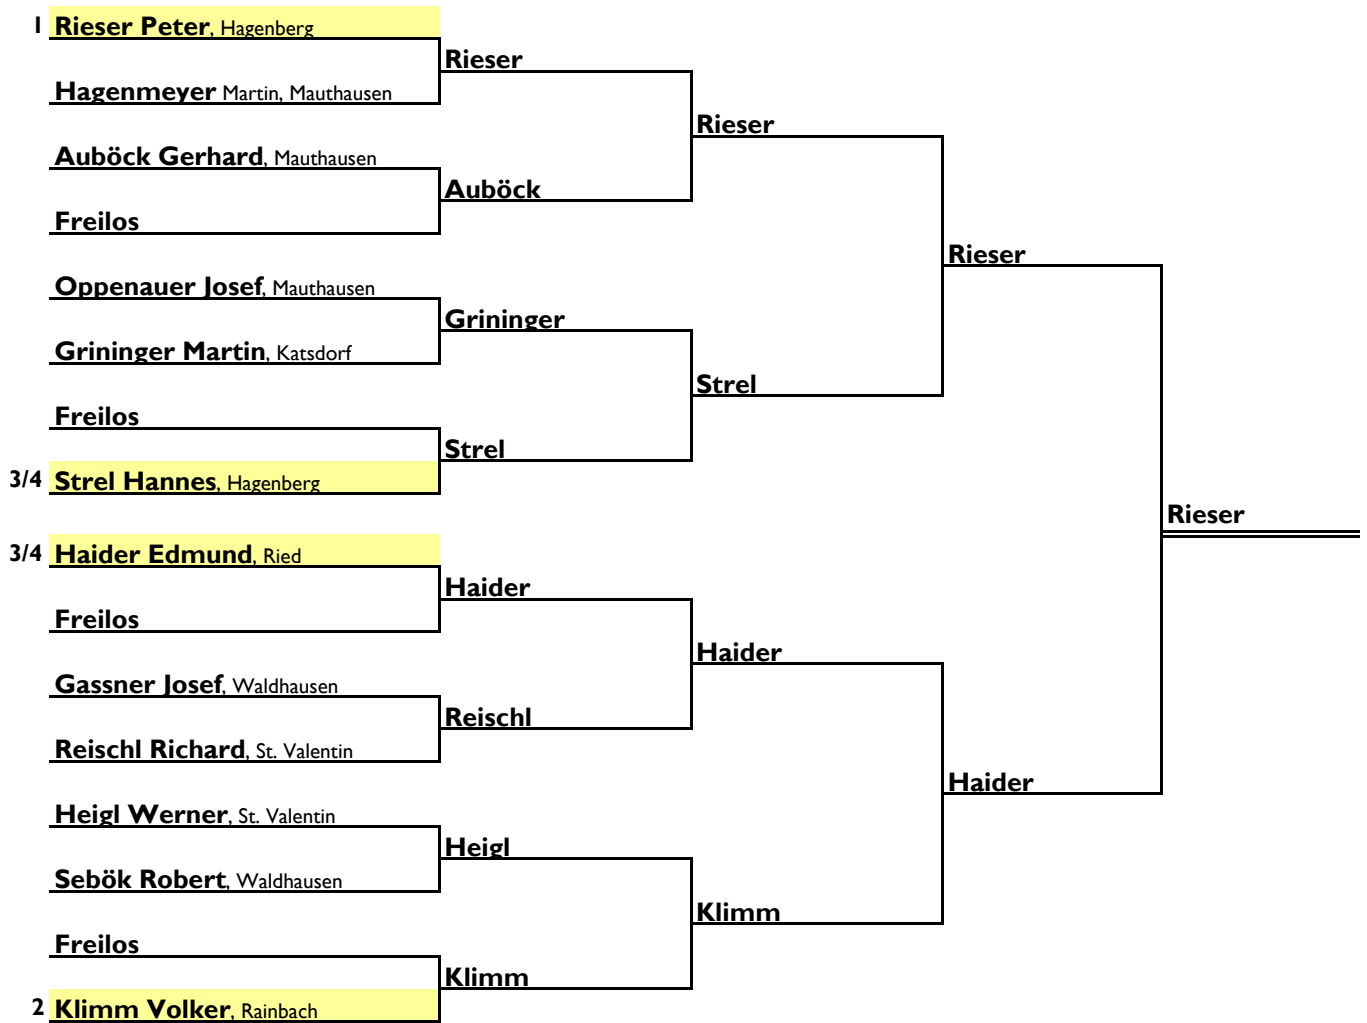 1 Rieser Peter, Hagenberg
Rieser
Hagenmeyer Martin, Mauthausen
Rieser
Auböck Gerhard, Mauthausen
Auböck
Freilos
Rieser
Oppenauer Josef, Mauthausen
Grininger
Grininger Martin, Katsdorf
Strel
Freilos
Strel
3/4 Strel Hannes, Hagenberg
Rieser
3/4 Haider Edmund, Ried
Haider
Freilos
Haider
Gassner Josef, Waldhausen
Reischl
Reischl Richard, St. Valentin
Haider
Heigl Werner, St. Valentin
Heigl
Sebök Robert, Waldhausen
Klimm
Freilos
Klimm
2 Klimm Volker, Rainbach